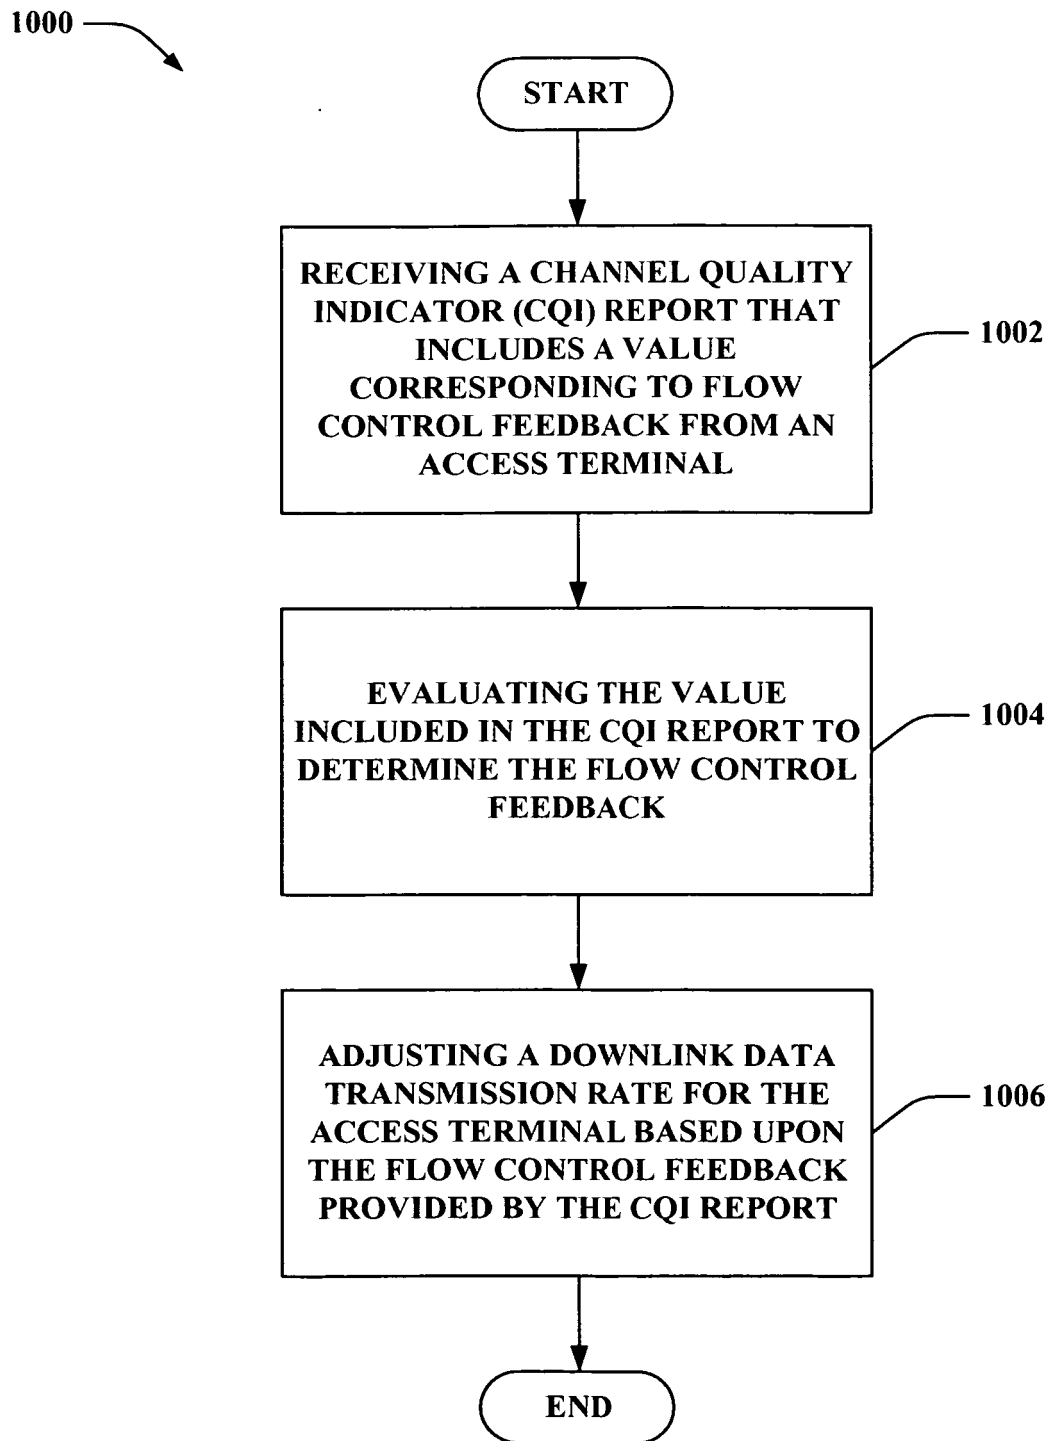 1000
START
RECEIVING A CHANNEL QUALITY
INDICATOR (CQI) REPORT THAT
INCLUDES A VALUE
CORRESPONDING TO FLOW
CONTROL FEEDBACK FROM AN
ACCESS TERMINAL
1002
EVALUATING THE VALUE
INCLUDED IN THE CQI REPORT TO
DETERMINE THE FLOW CONTROL
FEEDBACK
1004
ADJUSTING A DOWNLINK DATA
TRANSMISSION RATE FOR THE
ACCESS TERMINAL BASED UPON
THE FLOW CONTROL FEEDBACK
PROVIDED BY THE CQI REPORT
1006
END